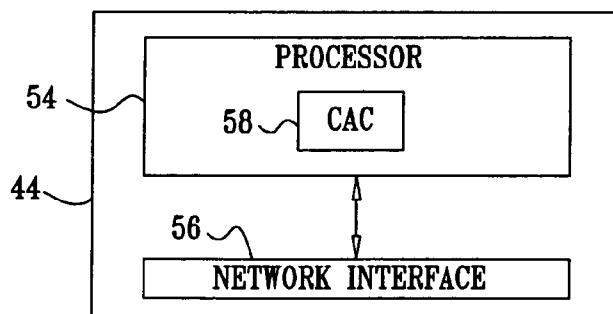 PROCESSOR
54
58 CAC
44
56
NETWORK INTERFACE